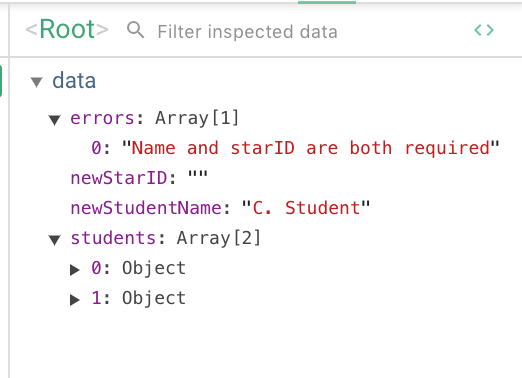 <Root> Filter inspected data <>
▼ data
▼ errors: Array[1]
0: "Name and starID are both required"
newStarID: ""
newStudentName: "C. Student"
▼ students: Array[2]
▶ 0: Object
▶ 1: Object